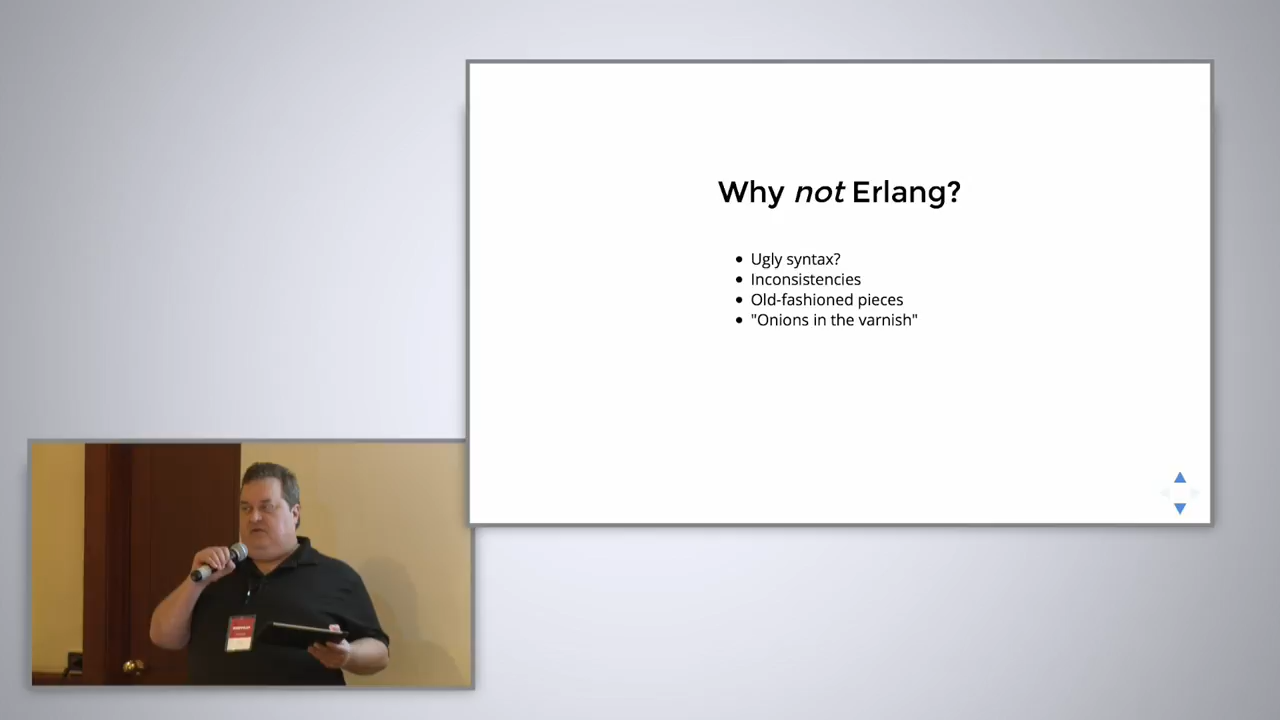 Why not Erlang?
Ugly syntax?
Inconsistencies
Old-fashioned pieces
"Onions in the varnish"